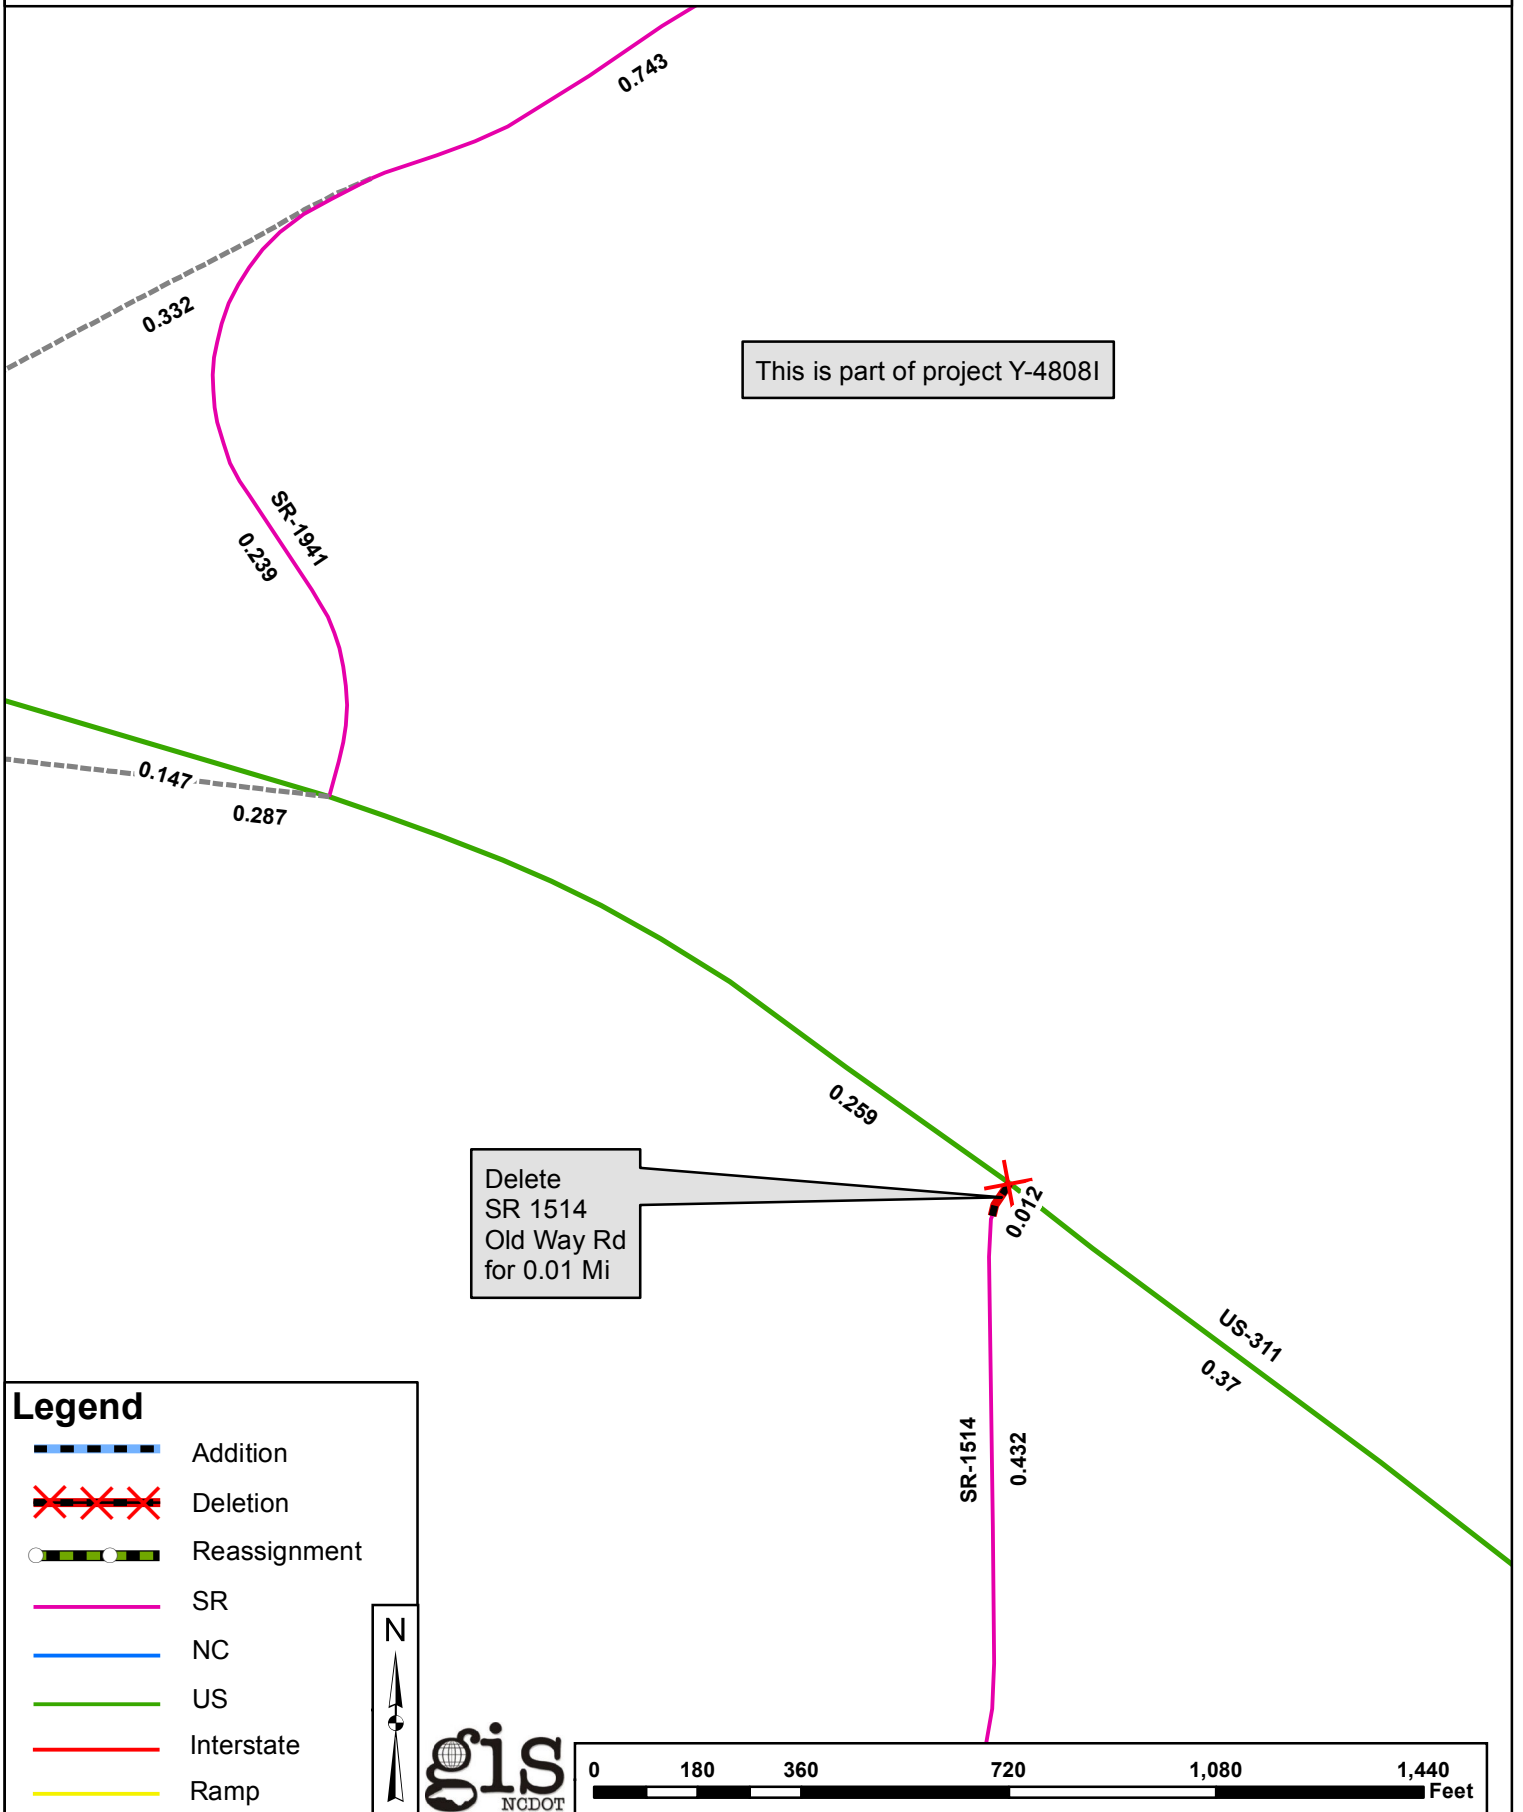 0.743
0.332
This is part of project Y-4808I
SR-1941
0.239
0.147
0.287
0.259
Delete
SR 1514
Old Way Rd
for 0.01 Mi
0.012
US-311
0.37
SR-1514
0.432
Legend
Addition
Deletion
Reassignment
SR
NC
US
Interstate
Ramp
N
gis
NCDOT
0 180 360 720 1,080 1,440
Feet